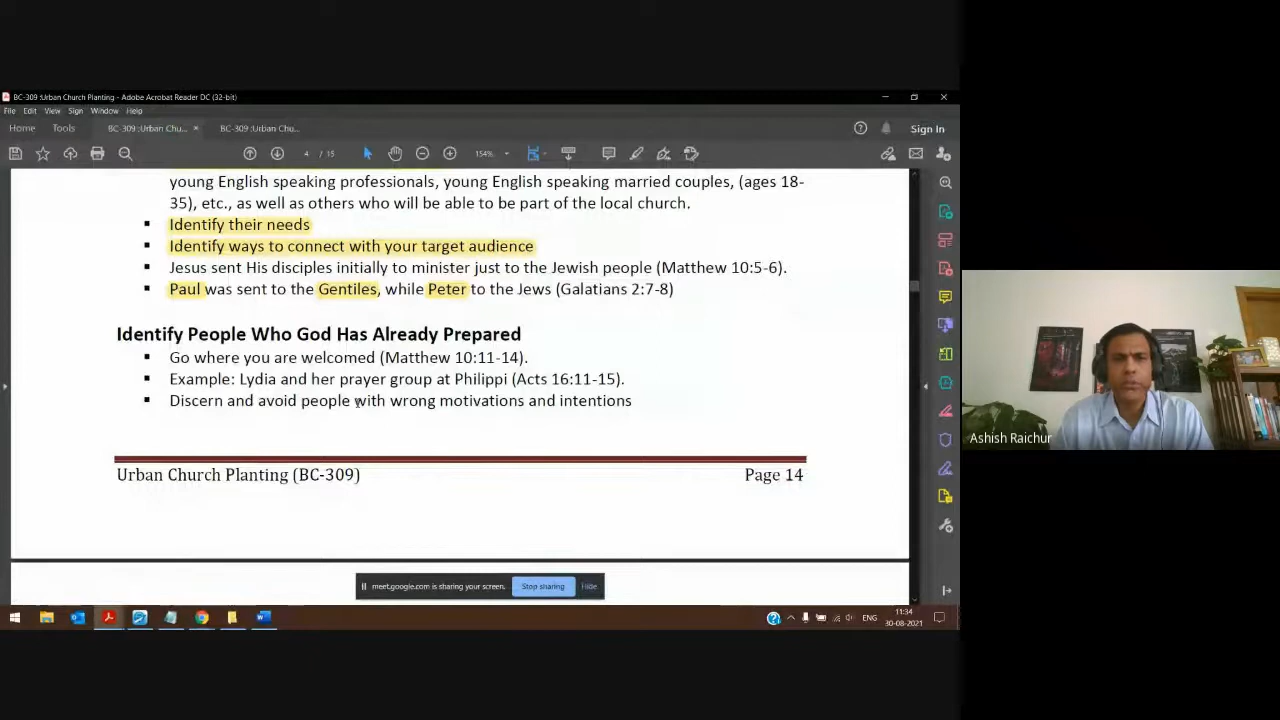 BC-309 :Urban Church Planting - Adobe Acrobat Reader DC (32-bit)
File Edit View Sign Window Help
Home Tools BC-309 :Urban Chu... × BC-309 :Urban Chu... Sign In
4 / 15 154%
young English speaking professionals, young English speaking married couples, (ages 18-
35), etc., as well as others who will be able to be part of the local church.
▪ Identify their needs
▪ Identify ways to connect with your target audience
▪ Jesus sent His disciples initially to minister just to the Jewish people (Matthew 10:5-6).
▪ Paul was sent to the Gentiles, while Peter to the Jews (Galatians 2:7-8)
Identify People Who God Has Already Prepared
▪ Go where you are welcomed (Matthew 10:11-14).
▪ Example: Lydia and her prayer group at Philippi (Acts 16:11-15).
▪ Discern and avoid people with wrong motivations and intentions
Urban Church Planting (BC-309) Page 14
meet.google.com is sharing your screen. Stop sharing Hide
ENG 11:34
30-08-2021
Ashish Raichur